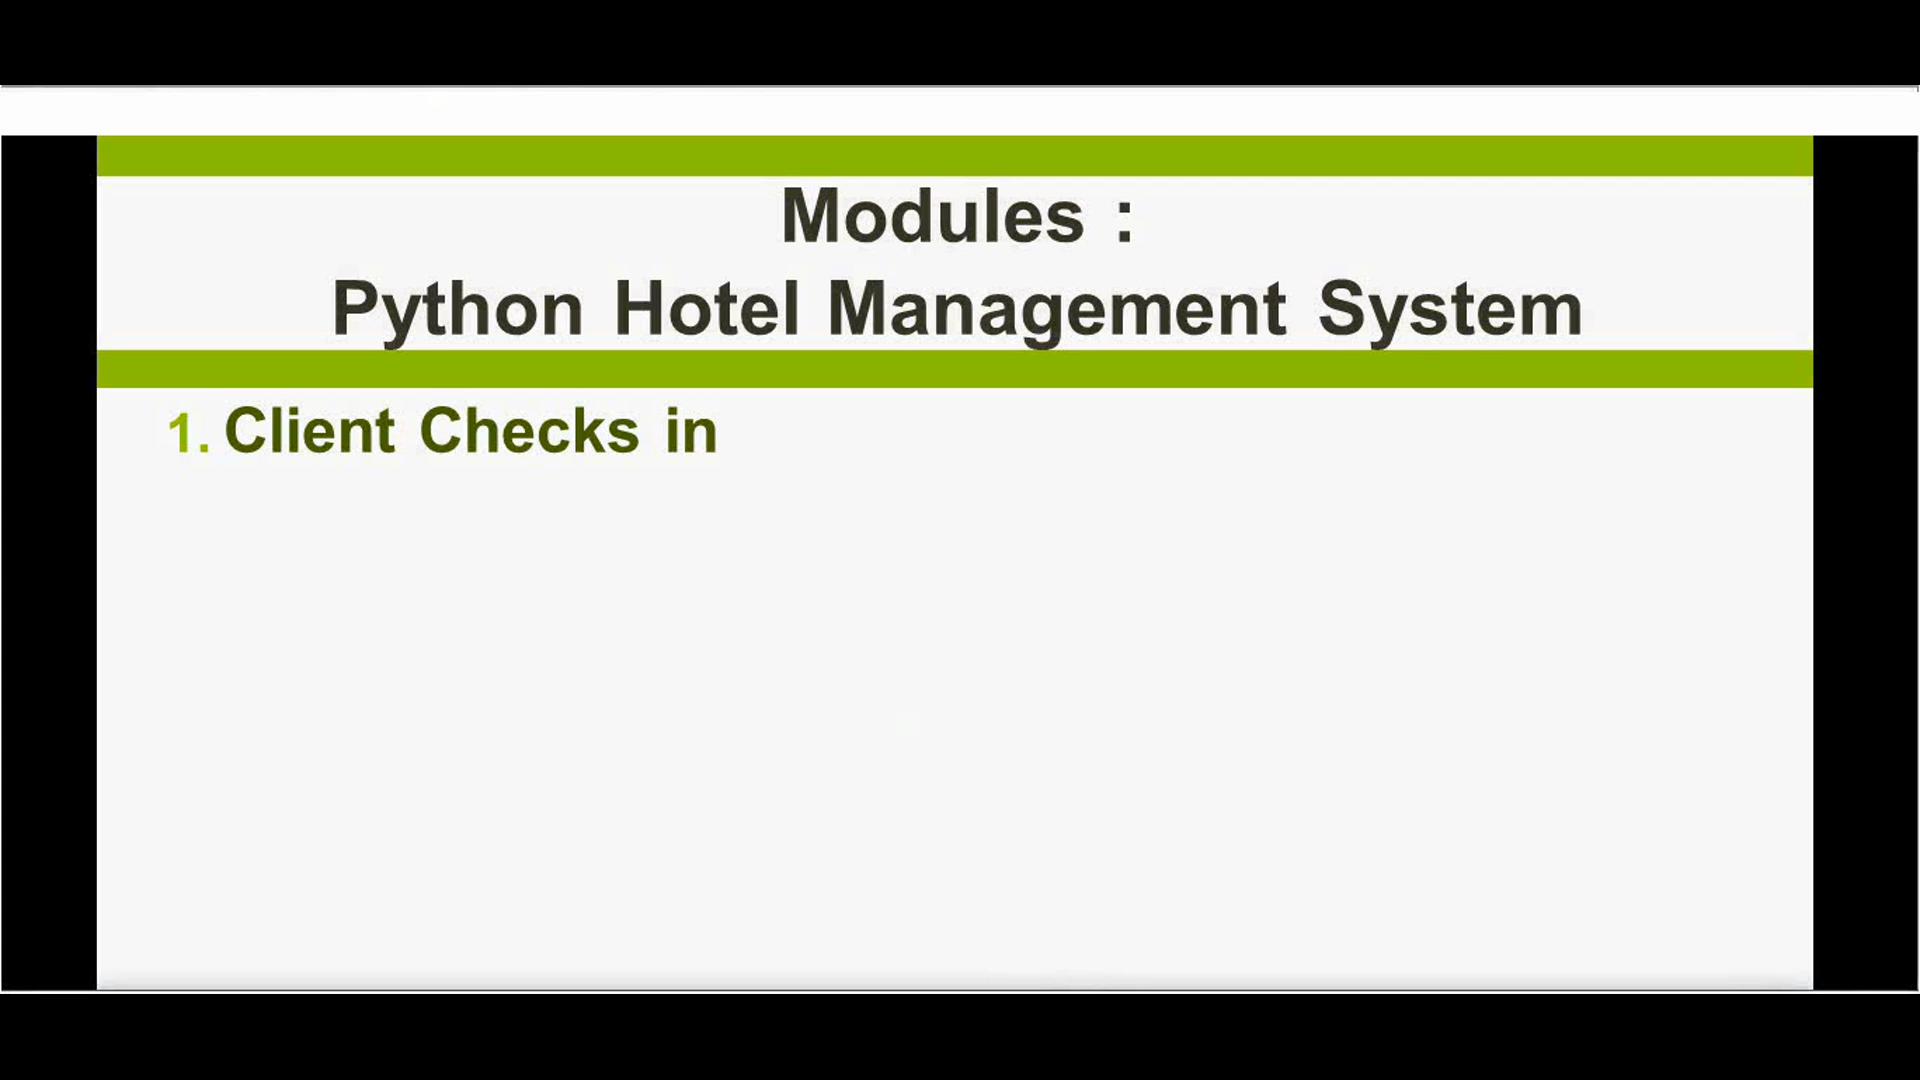 Modules :
Python Hotel Management System
1. Client Checks in